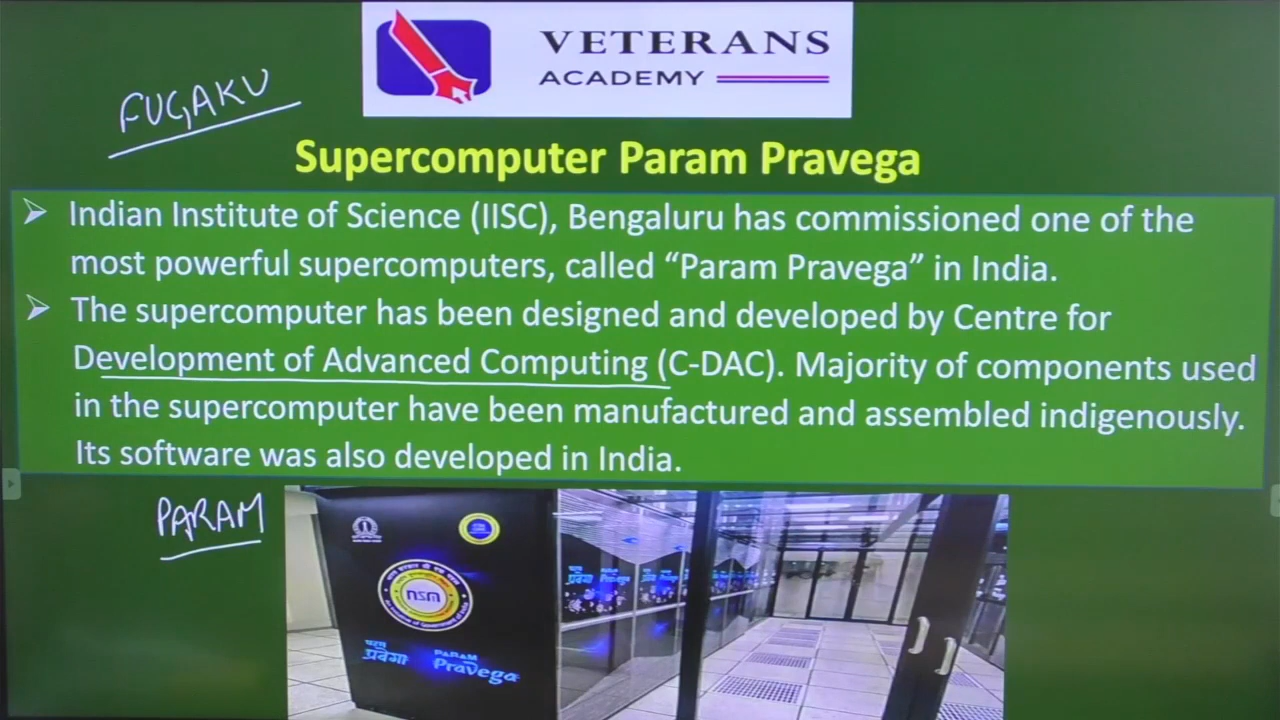 VETERANS
ACADEMY
FUGAKU
Supercomputer Param Pravega
Indian Institute of Science (IISC), Bengaluru has commissioned one of the
most powerful supercomputers, called “Param Pravega” in India.
The supercomputer has been designed and developed by Centre for
Development of Advanced Computing (C-DAC). Majority of components used
in the supercomputer have been manufactured and assembled indigenously.
Its software was also developed in India.
PARAM
nsm
परम
प्रवेगा
PARAM
Pravega